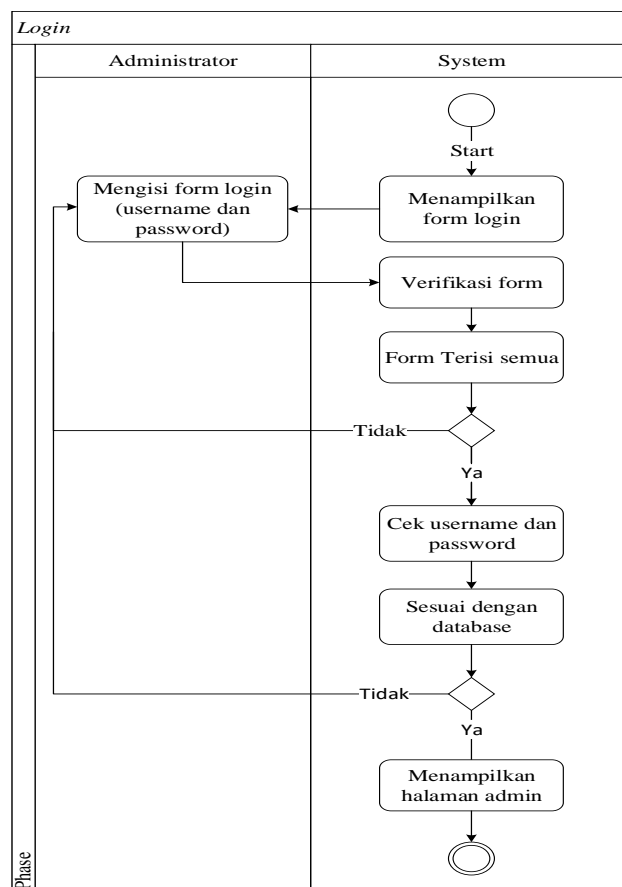 Login
Administrator
System
Start
Menampilkan
form login
Mengisi form login
(username dan
password)
Verifikasi form
Form Terisi semua
Tidak
Ya
Cek username dan
password
Sesuai dengan
database
Tidak
Ya
Menampilkan
halaman admin
Phase